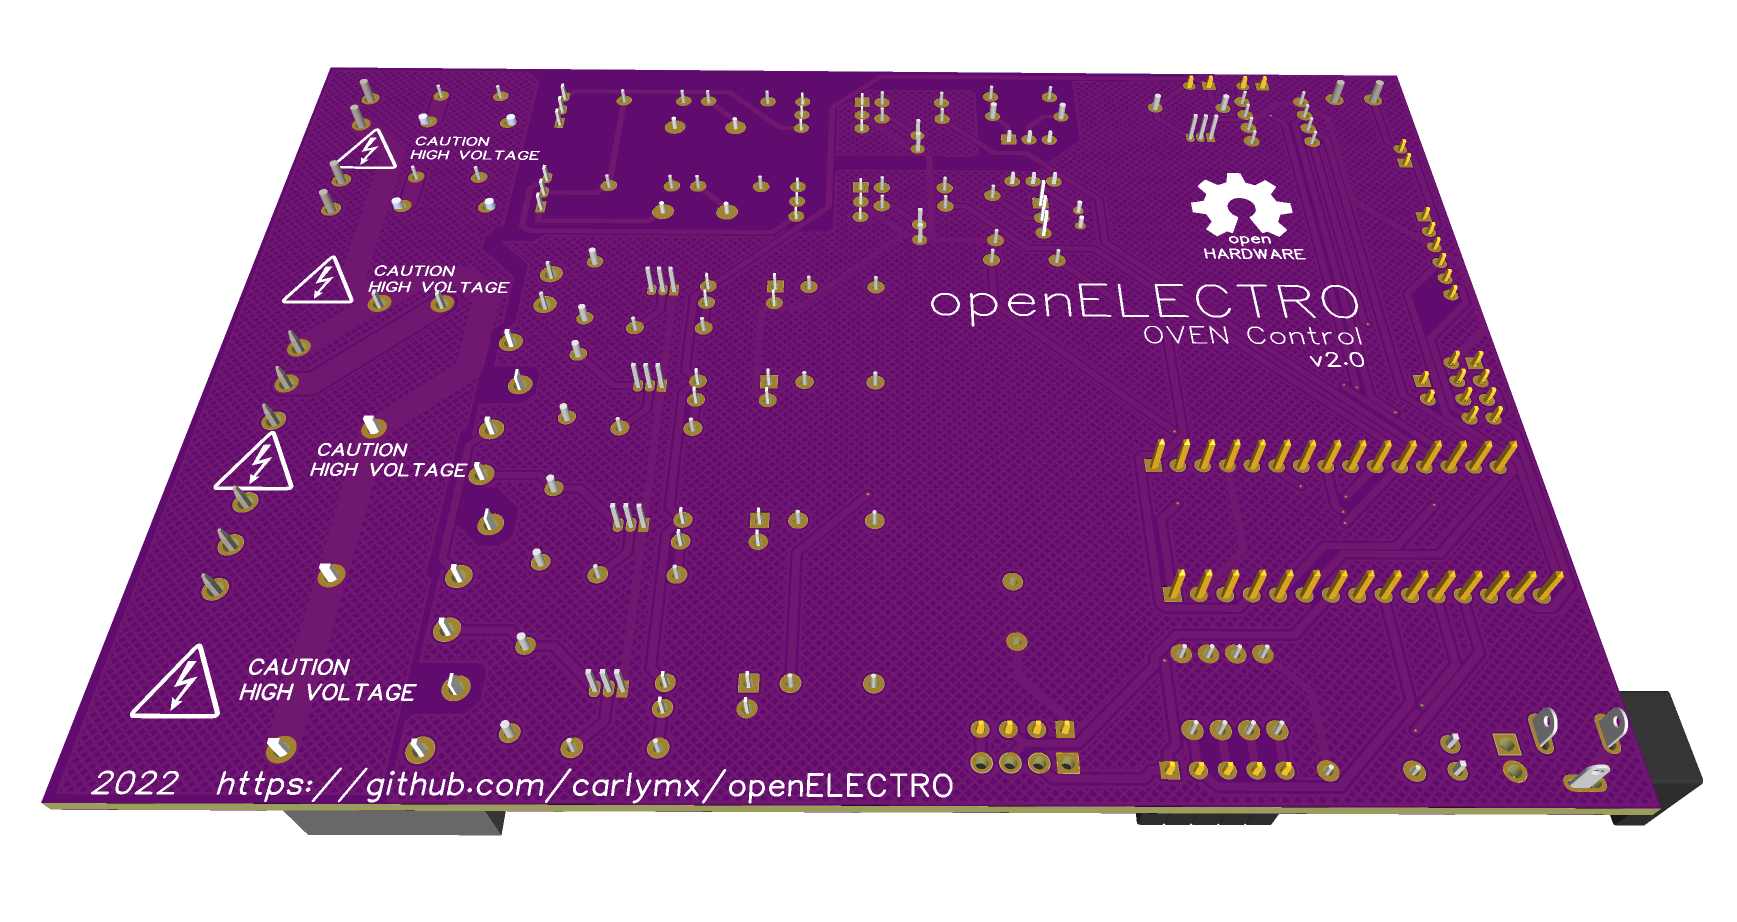 CAUTION
HIGH VOLTAGE
open
HARDWARE
CAUTION
HIGH VOLTAGE
openELECTRO
OVEN Control
v2.0
CAUTION
HIGH VOLTAGE
CAUTION
HIGH VOLTAGE
2022 https://github.com/carlymx/openELECTRO